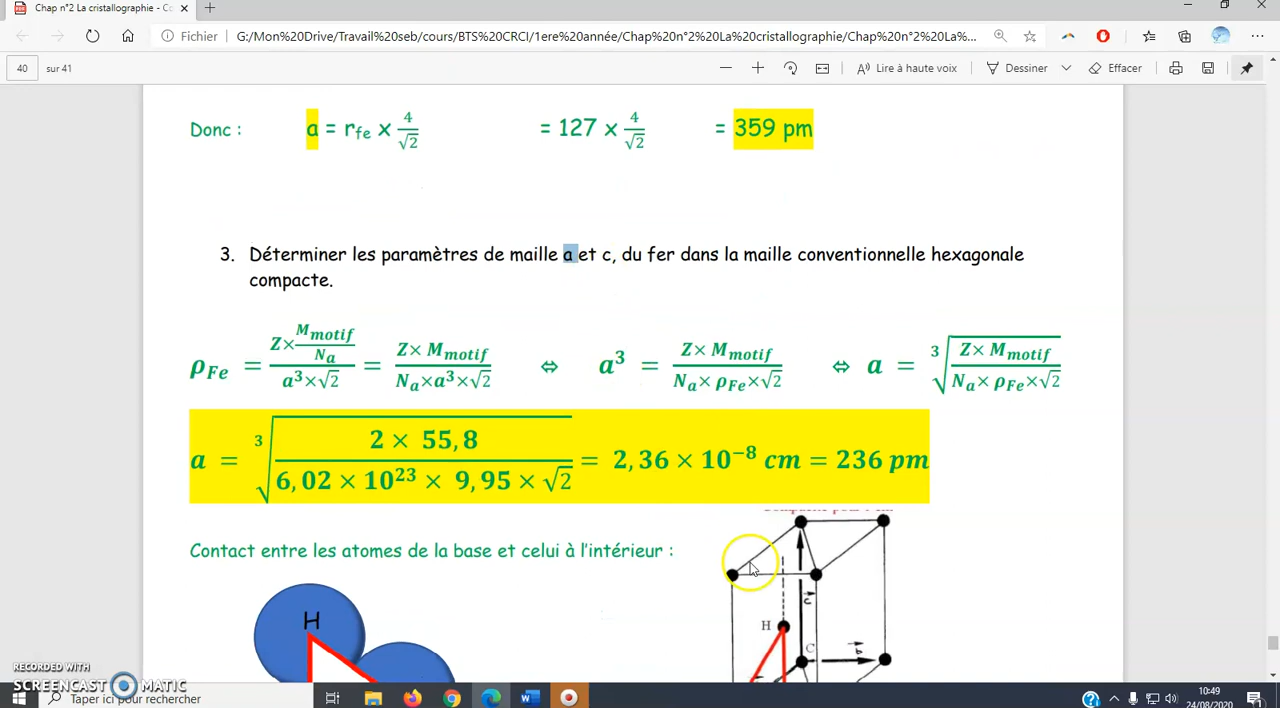 Chap n°2 La cristallographie - C
Fichier G:/Mon%20Drive/Travail%20seb/cours/BTS%20CRCI/1ere%20année/Chap%20n°2%20La%20cristallographie/Chap%20n°2%20La%...
40 sur 41 Lire à haute voix Dessiner Effacer
Donc : a = r_fe × 4/√2 = 127 × 4/√2 = 359 pm
3. Déterminer les paramètres de maille a et c, du fer dans la maille conventionnelle hexagonale
compacte.
ρ_Fe = (Z× M_motif/N_a)/(a³×√2) = (Z× M_motif)/(N_a×a³×√2) ⇔ a³ = (Z× M_motif)/(N_a× ρ_Fe×√2) ⇔ a = ∛((Z× M_motif)/(N_a× ρ_Fe×√2))
a = ∛((2 × 55,8)/(6,02 × 10²³ × 9,95 × √2)) = 2,36 × 10⁻⁸ cm = 236 pm
Contact entre les atomes de la base et celui à l'intérieur :
H
c
H
C
b
RECORDED WITH
SCREENCAST MATIC
Taper ici pour rechercher
10:49
24/08/2020